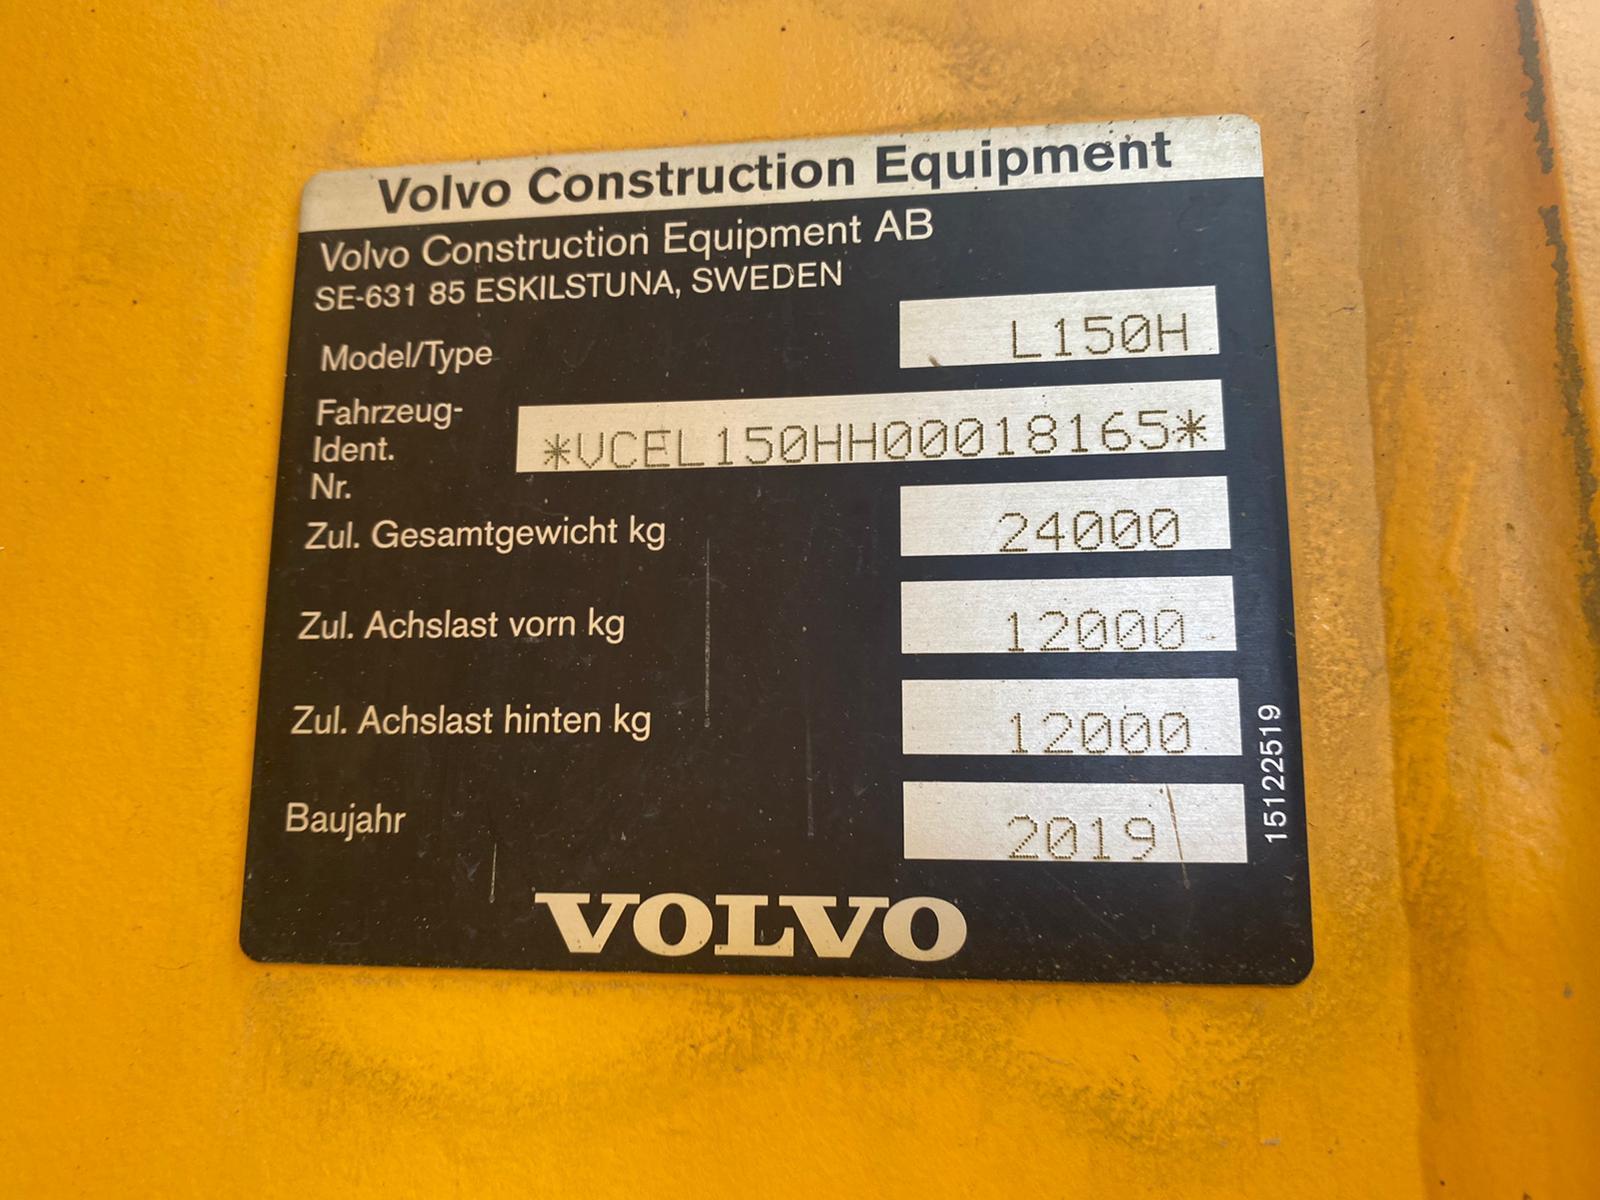 Volvo Construction Equipment
Volvo Construction Equipment AB
SE-631 85 ESKILSTUNA, SWEDEN
Model/Type L150H
Fahrzeug-
Ident. *VCEL150HH00018165*
Nr.
Zul. Gesamtgewicht kg 24000
Zul. Achslast vorn kg 12000
Zul. Achslast hinten kg 12000
Baujahr 2019
15122519
VOLVO